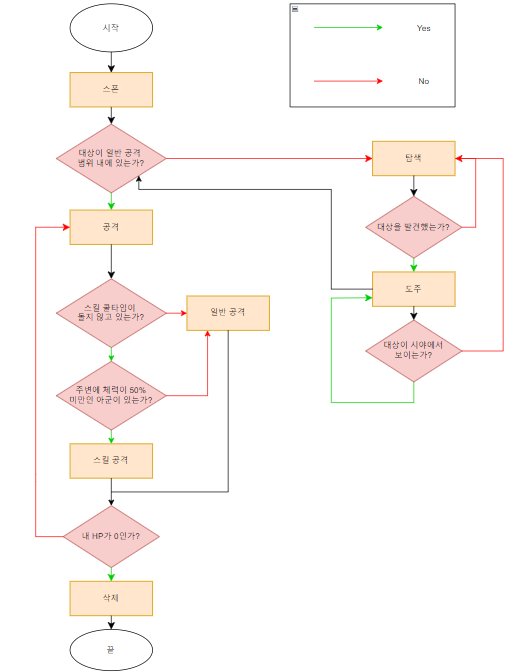 시작
Yes
No
스폰
대상이 일반 공격
범위 내에 있는가?
탐색
공격
대상을 발견했는가?
스킬 쿨타임이
돌지 않고 있는가?
일반 공격
도주
대상이 시야에서
보이는가?
주변에 체력이 50%
미만인 아군이 있는가?
스킬 공격
내 HP가 0인가?
삭제
끝